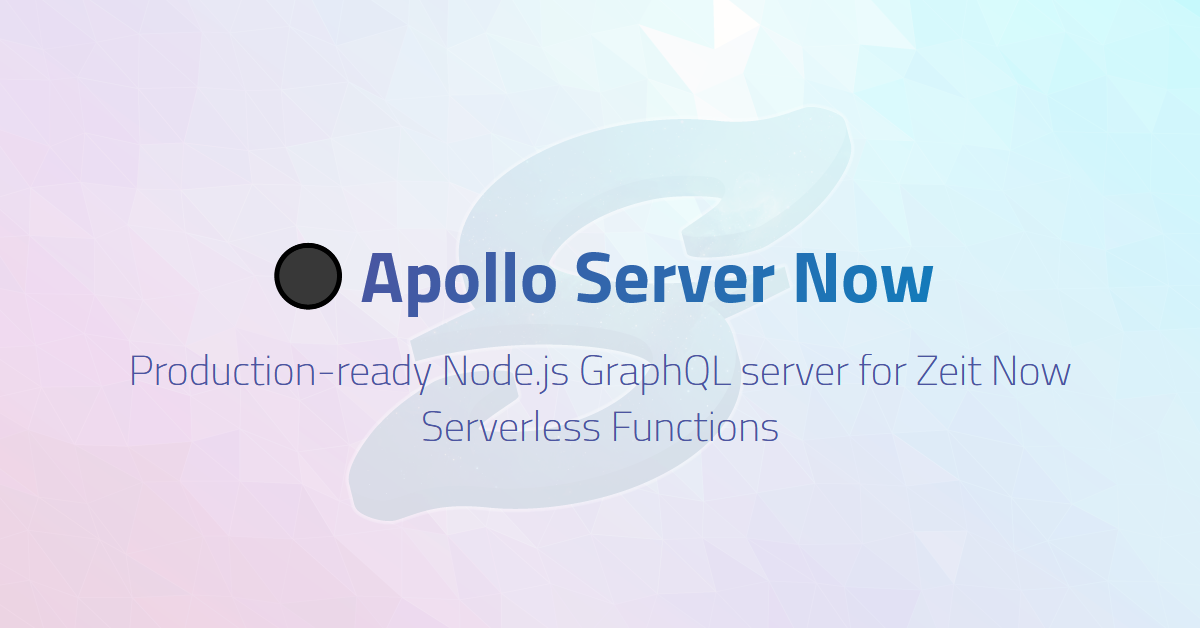 Apollo Server Now
Production-ready Node.js GraphQL server for Zeit Now
Serverless Functions